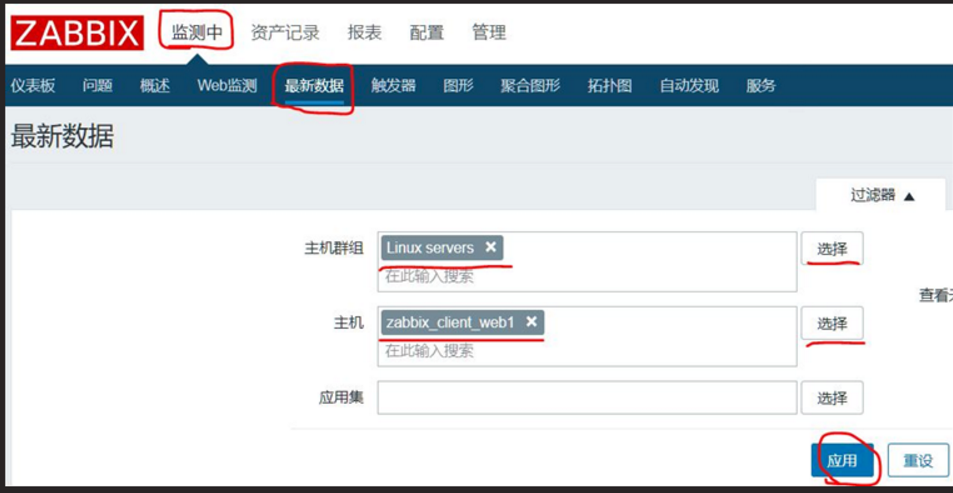 ZABBIX 监测中 资产记录 报表 配置 管理
仪表板 问题 概述 Web监测 最新数据 触发器 图形 聚合图形 拓扑图 自动发现 服务
最新数据
过滤器 ▲
主机群组 Linux servers × 选择
在此输入搜索
查看
主机 zabbix_client_web1 × 选择
在此输入搜索
应用集 选择
应用 重设